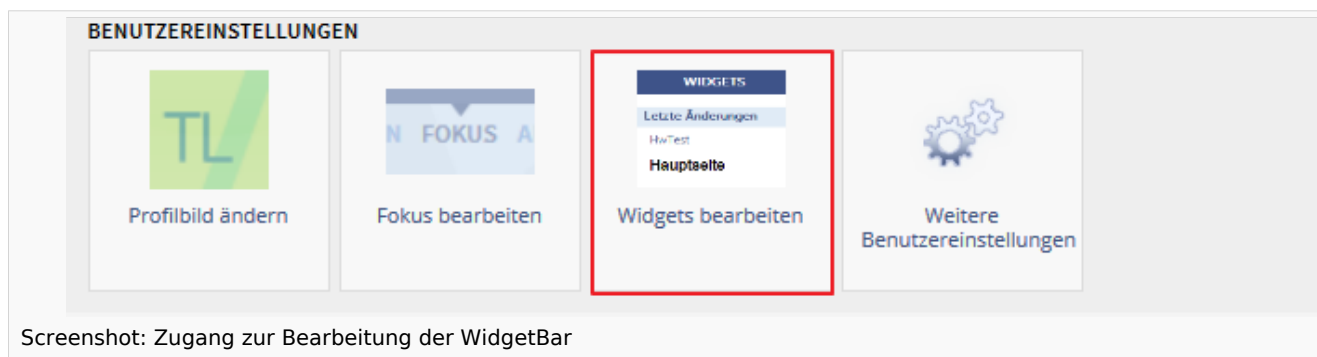 BENUTZEREINSTELLUNGEN
TL
Profilbild ändern
N FOKUS A
Fokus bearbeiten
WIDGETS
Letzte Änderungen
HwTest
Hauptseite
Widgets bearbeiten
Weitere
Benutzereinstellungen
Screenshot: Zugang zur Bearbeitung der WidgetBar